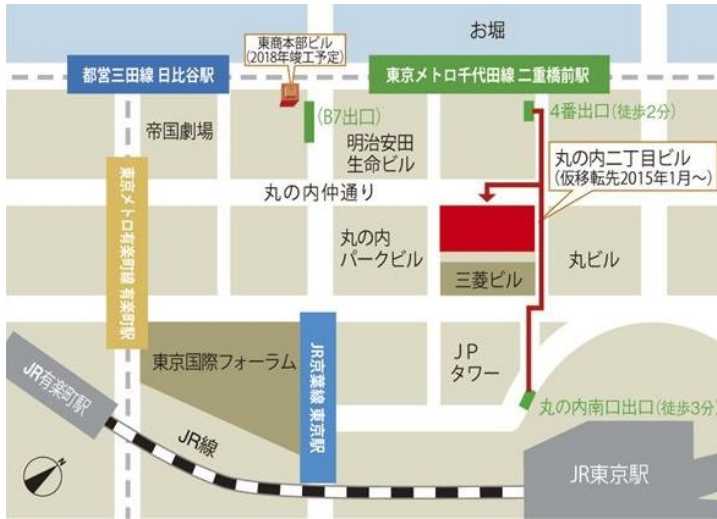 お堀
東商本部ビル
(2018年竣工予定)
都営三田線 日比谷駅
東京メトロ千代田線 二重橋前駅
(B7出口)
4番出口(徒歩2分)
帝国劇場
明治安田
生命ビル
丸の内二丁目ビル
(仮移転先2015年1月~)
丸の内仲通り
東京メトロ有楽町線 有楽町駅
丸の内
パークビル
丸ビル
三菱ビル
東京国際フォーラム
JR京葉線 東京駅
JP
タワー
JR有楽町駅
丸の内南口出口(徒歩3分)
JR線
JR東京駅
N